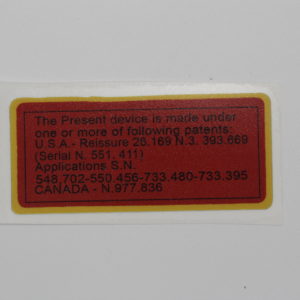 The Present device is made under
one or more of following patents:
U.S.A.- Reissure 25.169 N.3. 393.669
(Serial N. 551, 411)
Applications S.N.
548,702-550.456-733.480-733.395
CANADA - N.977,836